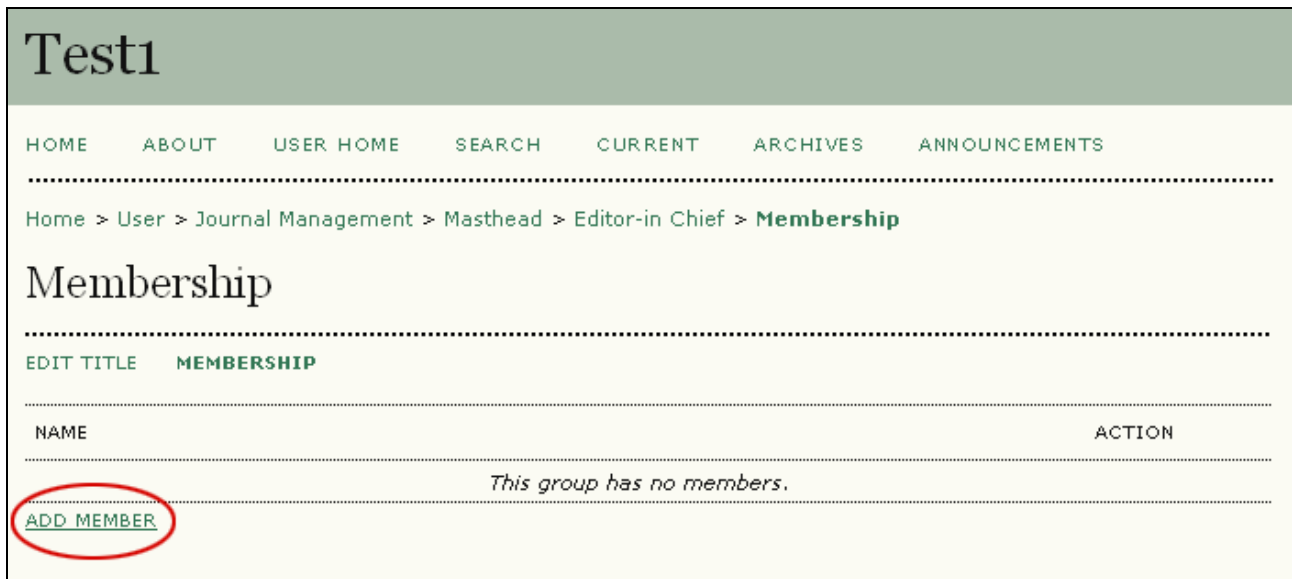 Test1
HOME ABOUT USER HOME SEARCH CURRENT ARCHIVES ANNOUNCEMENTS
Home > User > Journal Management > Masthead > Editor-in Chief > Membership
Membership
EDIT TITLE MEMBERSHIP
NAME ACTION
This group has no members.
ADD MEMBER